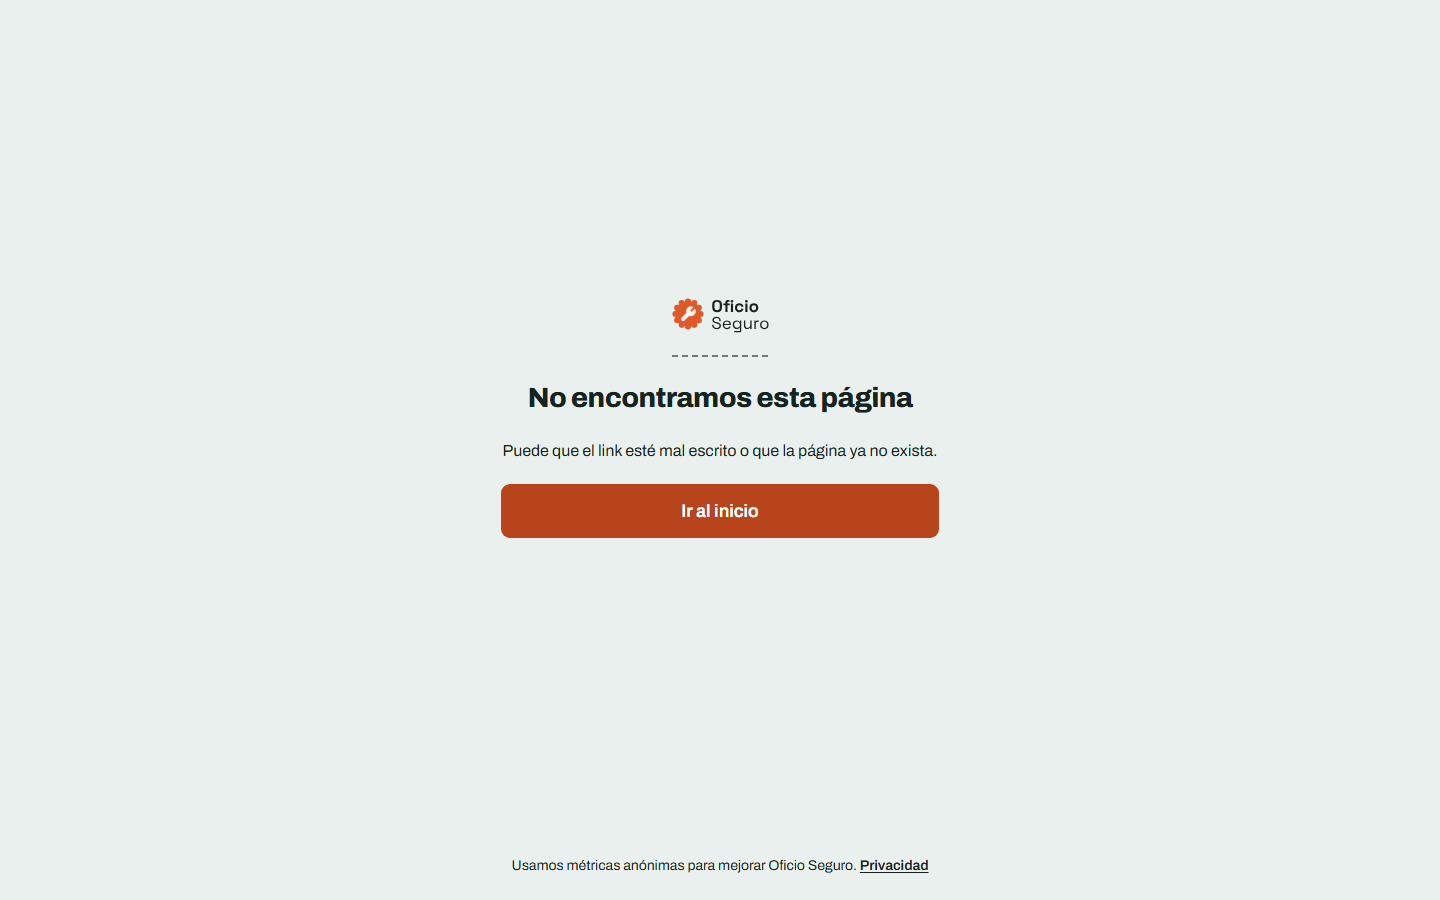 Oficio
Seguro
No encontramos esta página
Puede que el link esté mal escrito o que la página ya no exista.
Ir al inicio
Usamos métricas anónimas para mejorar Oficio Seguro. Privacidad